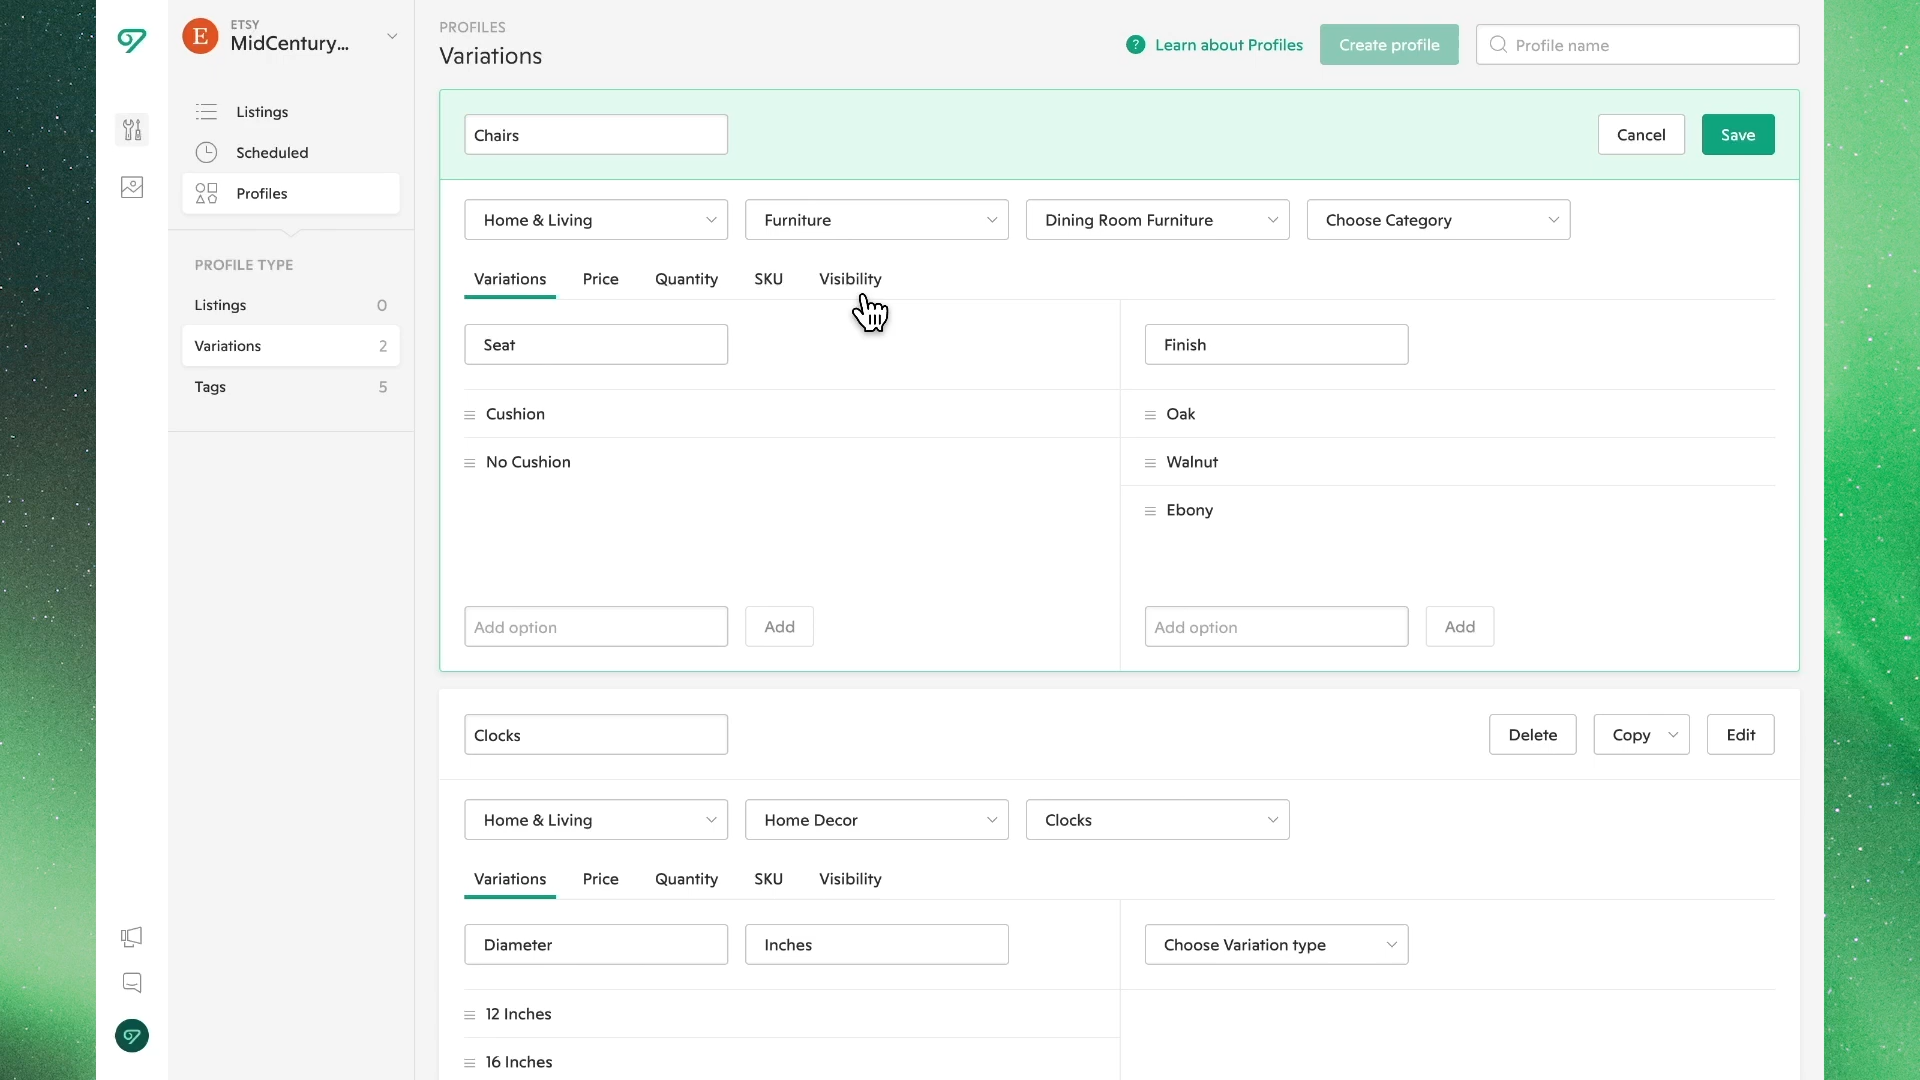 E
ETSY
MidCentury...
Listings
Scheduled
Profiles
PROFILE TYPE
Listings 0
Variations 2
Tags 5
PROFILES
Variations
? Learn about Profiles
Create profile
Profile name
Chairs
Cancel
Save
Home & Living
Furniture
Dining Room Furniture
Choose Category
Variations Price Quantity SKU Visibility
Seat
Finish
Cushion
Oak
No Cushion
Walnut
Ebony
Add option
Add
Add option
Add
Clocks
Delete
Copy
Edit
Home & Living
Home Decor
Clocks
Variations Price Quantity SKU Visibility
Diameter
Inches
Choose Variation type
12 Inches
16 Inches